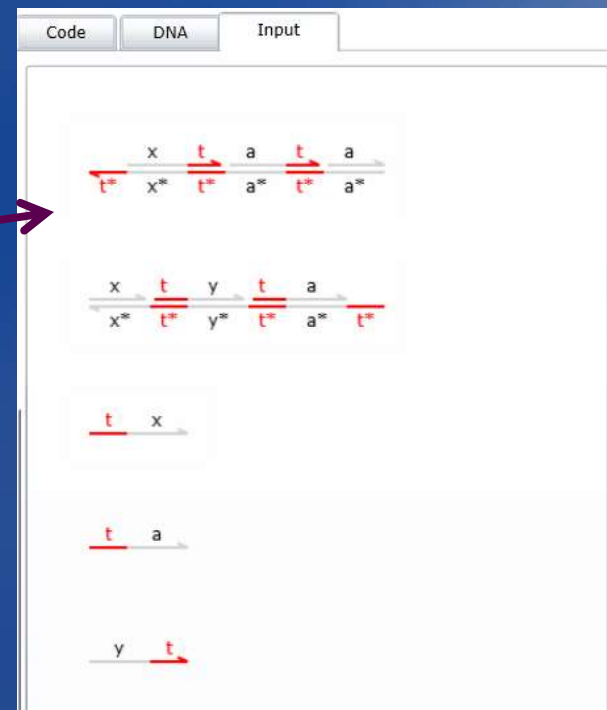 Code DNA Input
x t a t a
t* x* t* a* t* a*
x t y t a
x* t* y* t* a* t*
t x
t a
y t